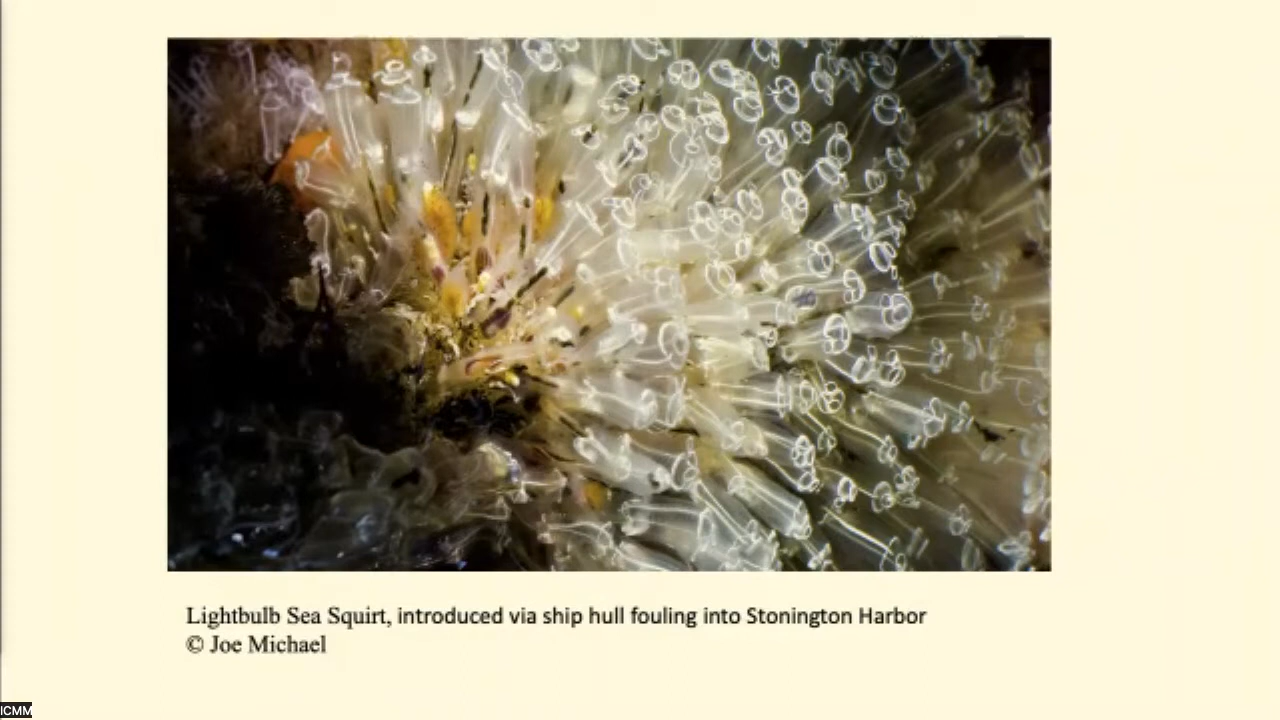 Lightbulb Sea Squirt, introduced via ship hull fouling into Stonington Harbor
© Joe Michael
ICMM